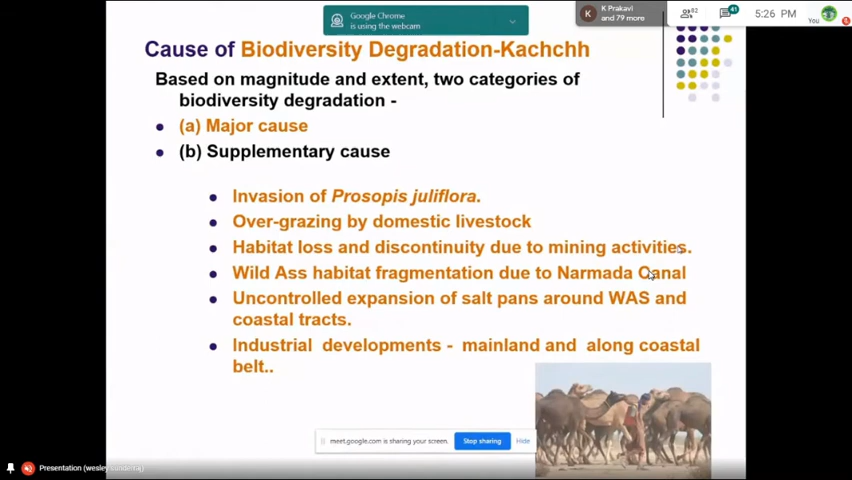 Google Chrome
is using the webcam
K Prakavi
and 79 more
82
41
5:26 PM
You
Cause of Biodiversity Degradation-Kachchh
Based on magnitude and extent, two categories of
biodiversity degradation -
(a) Major cause
(b) Supplementary cause
Invasion of Prosopis juliflora.
Over-grazing by domestic livestock
Habitat loss and discontinuity due to mining activities.
Wild Ass habitat fragmentation due to Narmada Canal
Uncontrolled expansion of salt pans around WAS and
coastal tracts.
Industrial developments - mainland and along coastal
belt..
meet.google.com is sharing your screen.
Stop sharing
Hide
Presentation (wesley sunderraj)